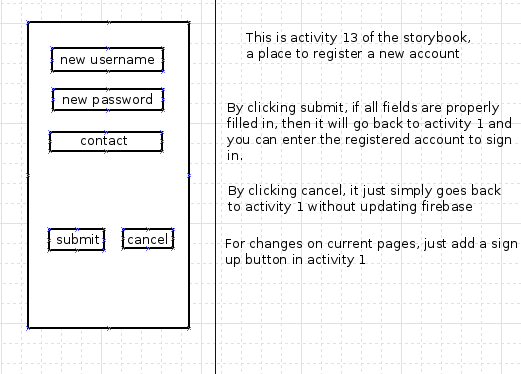 new username
new password
contact
submit
cancel
This is activity 13 of the storybook,
a place to register a new account
By clicking submit, if all fields are properly
filled in, then it will go back to activity 1 and
you can enter the registered account to sign
in.
By clicking cancel, it just simply goes back
to activity 1 without updating firebase
For changes on current pages, just add a sign
up button in activity 1